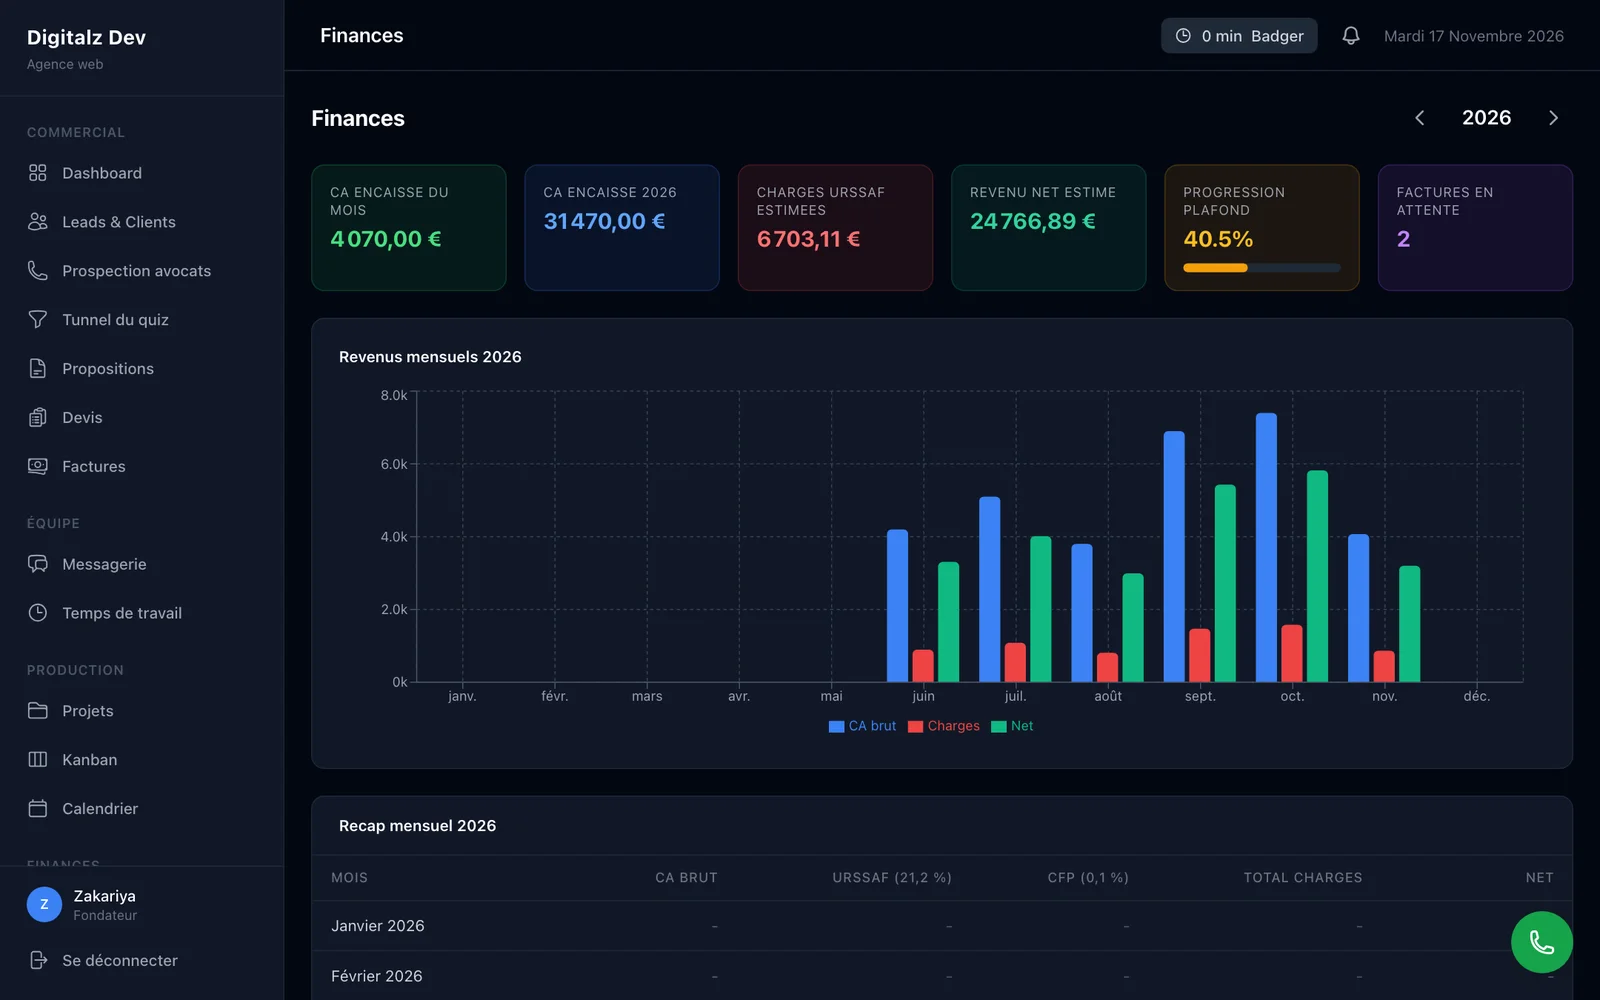 Digitalz Dev
Agence web
COMMERCIAL
Dashboard
Leads & Clients
Prospection avocats
Tunnel du quiz
Propositions
Devis
Factures
ÉQUIPE
Messagerie
Temps de travail
PRODUCTION
Projets
Kanban
Calendrier
FINANCES
Z
Zakariya
Fondateur
Se déconnecter
Finances
0 min Badger
Mardi 17 Novembre 2026
Finances
2026
CA ENCAISSE DU
MOIS
4 070,00 €
CA ENCAISSE 2026
31 470,00 €
CHARGES URSSAF
ESTIMEES
6 703,11 €
REVENU NET ESTIME
24 766,89 €
PROGRESSION
PLAFOND
40.5%
FACTURES EN
ATTENTE
2
Revenus mensuels 2026
8.0k
6.0k
4.0k
2.0k
0k
janv. févr. mars avr. mai juin juil. août sept. oct. nov. déc.
CA brut Charges Net
Recap mensuel 2026
MOIS CA BRUT URSSAF (21,2 %) CFP (0,1 %) TOTAL CHARGES NET
Janvier 2026 - - - -
Février 2026 - - - - -